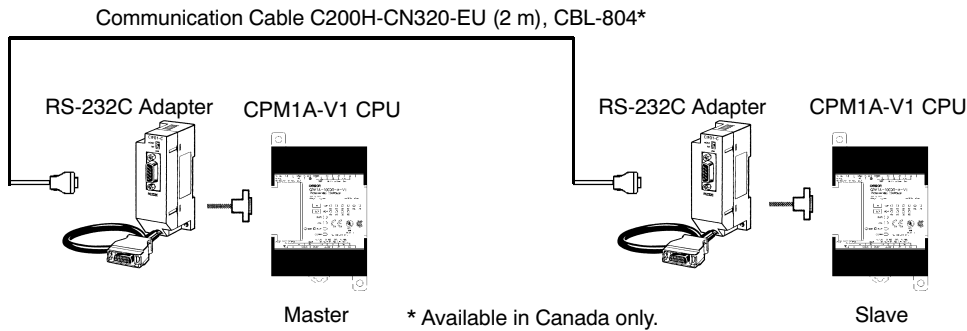 Communication Cable C200H-CN320-EU (2 m), CBL-804*
RS-232C Adapter
CPM1A-V1 CPU
RS-232C Adapter
CPM1A-V1 CPU
Master
* Available in Canada only.
Slave